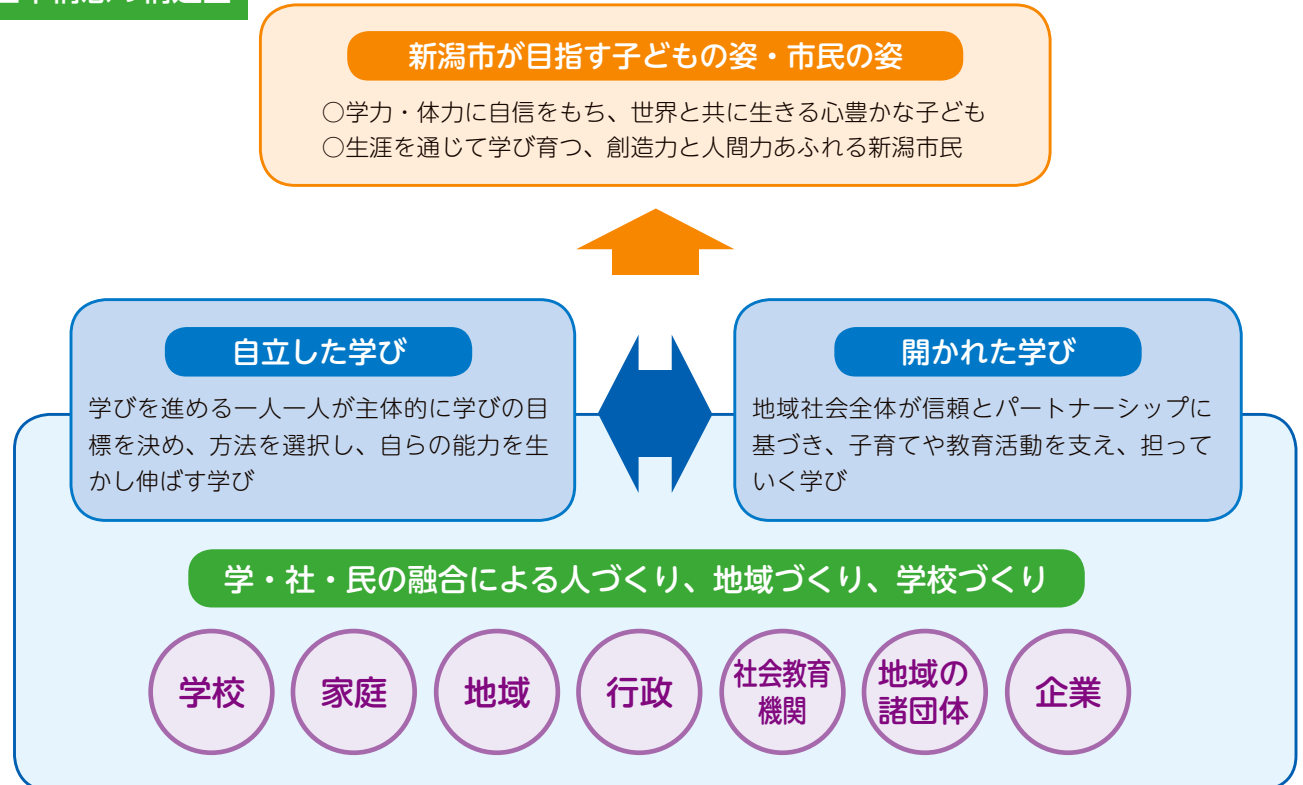 新潟市が目指す子どもの姿・市民の姿
○学力・体力に自信をもち、世界と共に生きる心豊かな子ども
○生涯を通じて学び育つ、創造力と人間力あふれる新潟市民
自立した学び
学びを進める一人一人が主体的に学びの目
標を決め、方法を選択し、自らの能力を生
かし伸ばす学び
開かれた学び
地域社会全体が信頼とパートナーシップに
基づき、子育てや教育活動を支え、担って
いく学び
学・社・民の融合による人づくり、地域づくり、学校づくり
学校
家庭
地域
行政
社会教育
機関
地域の
諸団体
企業